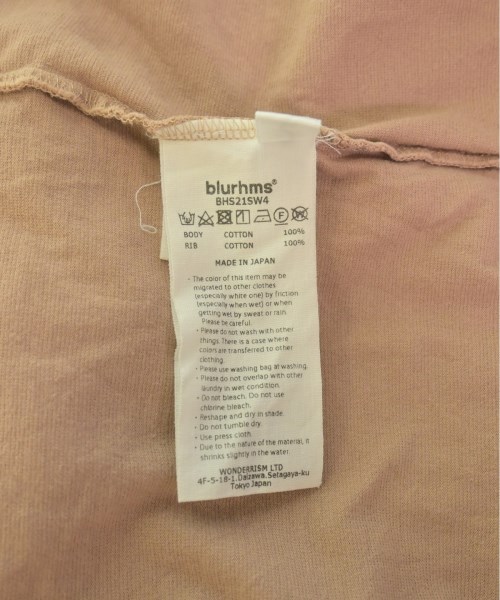 blurhms®
BHS21SW4
BODY COTTON 100%
RIB COTTON 100%
MADE IN JAPAN
- The color of this item may be
migrated to other clothes
(especially white one) by friction
(especially when wet) or when
getting wet by sweat or rain.
Please be careful.
- Please do not wash with other
things. There is a case where
colors are transferred to other
clothing.
- Please use washing bag at washing.
- Please do not overlap with other
laundry in wet condition.
- Do not bleach. Do not use
chlorine bleach.
- Reshape and dry in shade.
- Do not tumble dry.
- Use press cloth.
- Due to the nature of the material, it
shrinks slightly in the water.
WONDERRISM LTD
4F-5-18-1.Daizawa.Setagaya-ku
Tokyo Japan